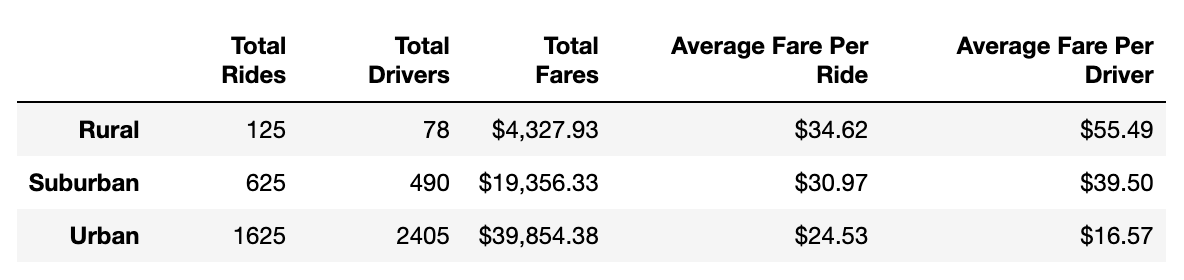 Total Total Total Average Fare Per Average Fare Per
Rides Drivers Fares Ride Driver
Rural 125 78 $4,327.93 $34.62 $55.49
Suburban 625 490 $19,356.33 $30.97 $39.50
Urban 1625 2405 $39,854.38 $24.53 $16.57